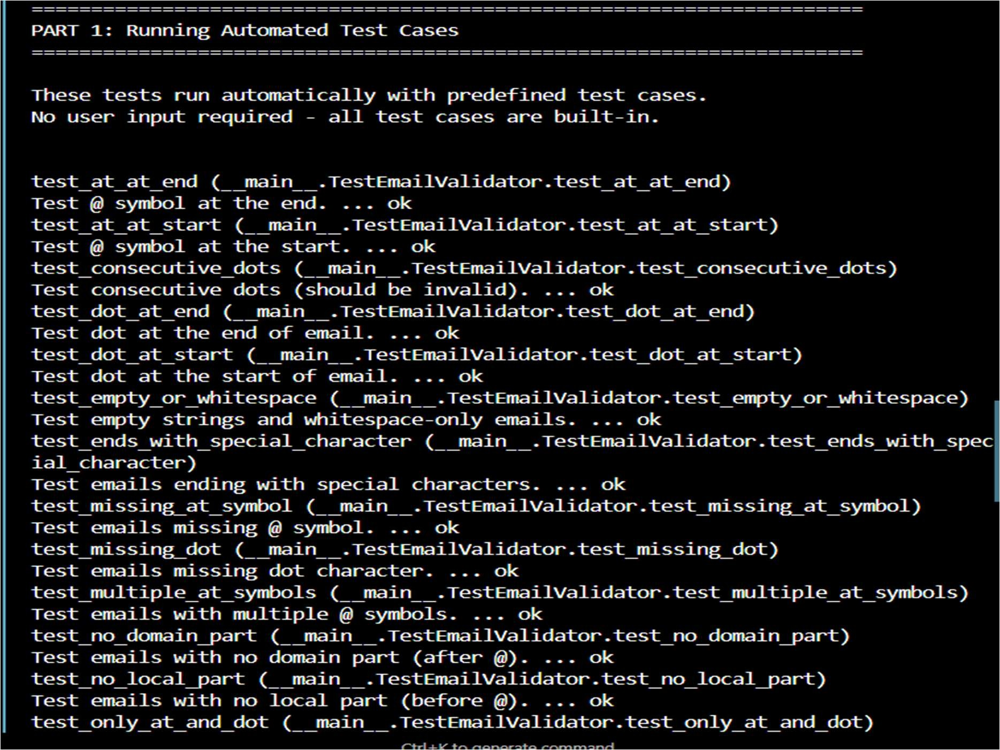 ======================================================================
PART 1: Running Automated Test Cases
======================================================================
These tests run automatically with predefined test cases.
No user input required - all test cases are built-in.
test_at_at_end (__main__.TestEmailValidator.test_at_at_end)
Test @ symbol at the end. ... ok
test_at_at_start (__main__.TestEmailValidator.test_at_at_start)
Test @ symbol at the start. ... ok
test_consecutive_dots (__main__.TestEmailValidator.test_consecutive_dots)
Test consecutive dots (should be invalid). ... ok
test_dot_at_end (__main__.TestEmailValidator.test_dot_at_end)
Test dot at the end of email. ... ok
test_dot_at_start (__main__.TestEmailValidator.test_dot_at_start)
Test dot at the start of email. ... ok
test_empty_or_whitespace (__main__.TestEmailValidator.test_empty_or_whitespace)
Test empty strings and whitespace-only emails. ... ok
test_ends_with_special_character (__main__.TestEmailValidator.test_ends_with_spec
ial_character)
Test emails ending with special characters. ... ok
test_missing_at_symbol (__main__.TestEmailValidator.test_missing_at_symbol)
Test emails missing @ symbol. ... ok
test_missing_dot (__main__.TestEmailValidator.test_missing_dot)
Test emails missing dot character. ... ok
test_multiple_at_symbols (__main__.TestEmailValidator.test_multiple_at_symbols)
Test emails with multiple @ symbols. ... ok
test_no_domain_part (__main__.TestEmailValidator.test_no_domain_part)
Test emails with no domain part (after @). ... ok
test_no_local_part (__main__.TestEmailValidator.test_no_local_part)
Test emails with no local part (before @). ... ok
test_only_at_and_dot (__main__.TestEmailValidator.test_only_at_and_dot)
Ctrl+K to generate command